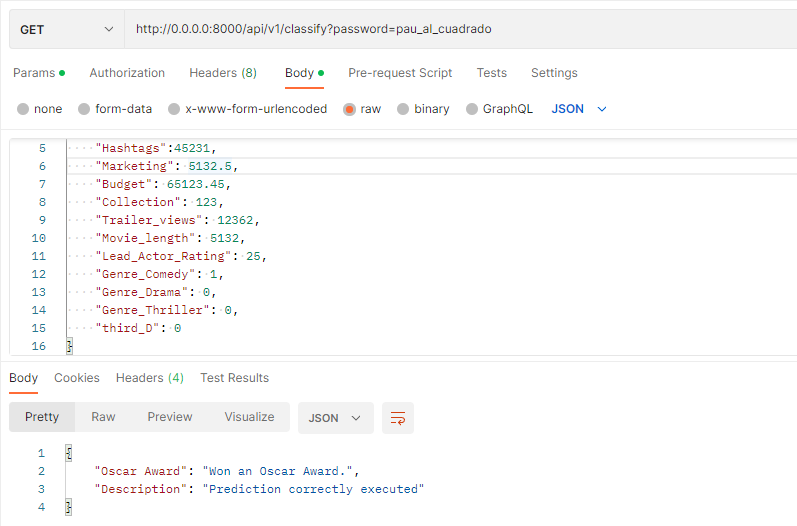 GET http://0.0.0.0:8000/api/v1/classify?password=pau_al_cuadrado
Params Authorization Headers (8) Body Pre-request Script Tests Settings
none form-data x-www-form-urlencoded raw binary GraphQL JSON
5 "Hashtags":45231,
6 "Marketing": 5132.5,
7 "Budget": 65123.45,
8 "Collection": 123,
9 "Trailer_views": 12362,
10 "Movie_length": 5132,
11 "Lead_Actor_Rating": 25,
12 "Genre_Comedy": 1,
13 "Genre_Drama": 0,
14 "Genre_Thriller": 0,
15 "third_D": 0
16 }
Body Cookies Headers (4) Test Results
Pretty Raw Preview Visualize JSON
1 {
2 "Oscar Award": "Won an Oscar Award.",
3 "Description": "Prediction correctly executed"
4 }